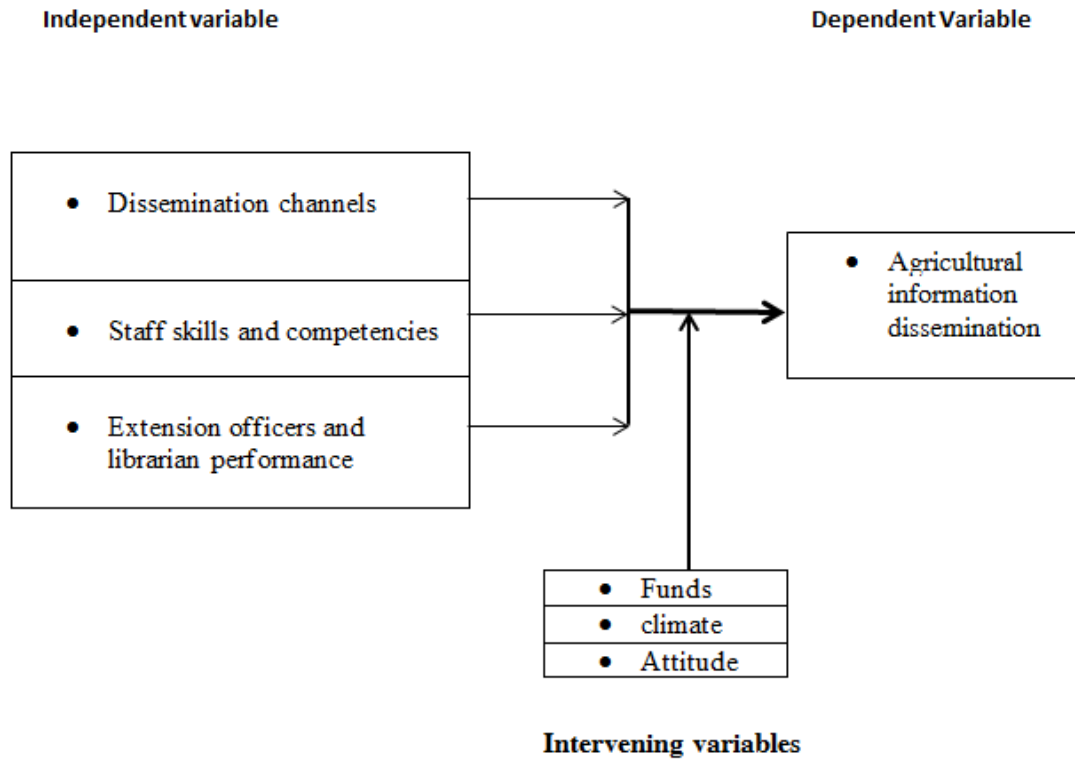 Independent variable
Dependent Variable
• Dissemination channels
• Staff skills and competencies
• Extension officers and
librarian performance
• Agricultural
information
dissemination
• Funds
• climate
• Attitude
Intervening variables